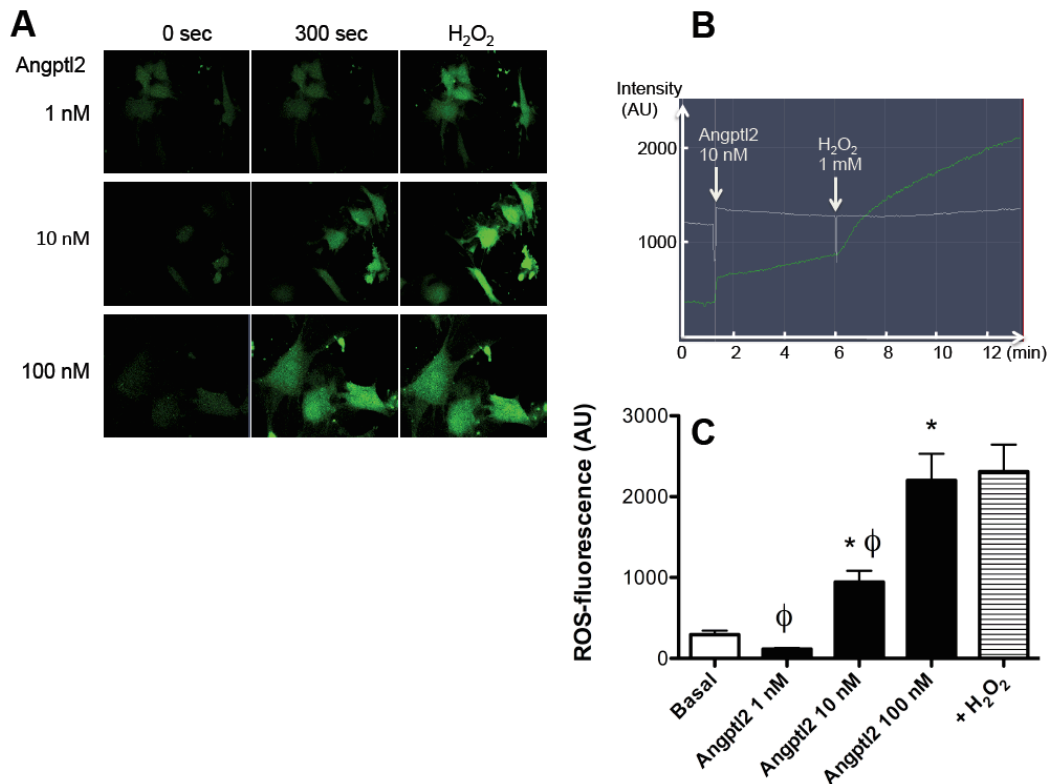 A
0 sec 300 sec H₂O₂
Angptl2
1 nM
10 nM
100 nM
B
Intensity
(AU)
2000
1000
Angptl2
10 nM
H₂O₂
1 mM
0 2 4 6 8 10 12 (min)
C
ROS-fluorescence (AU)
3000
2000
1000
0
ϕ
* ϕ
*
Basal
Angptl2 1 nM
Angptl2 10 nM
Angptl2 100 nM
+ H₂O₂